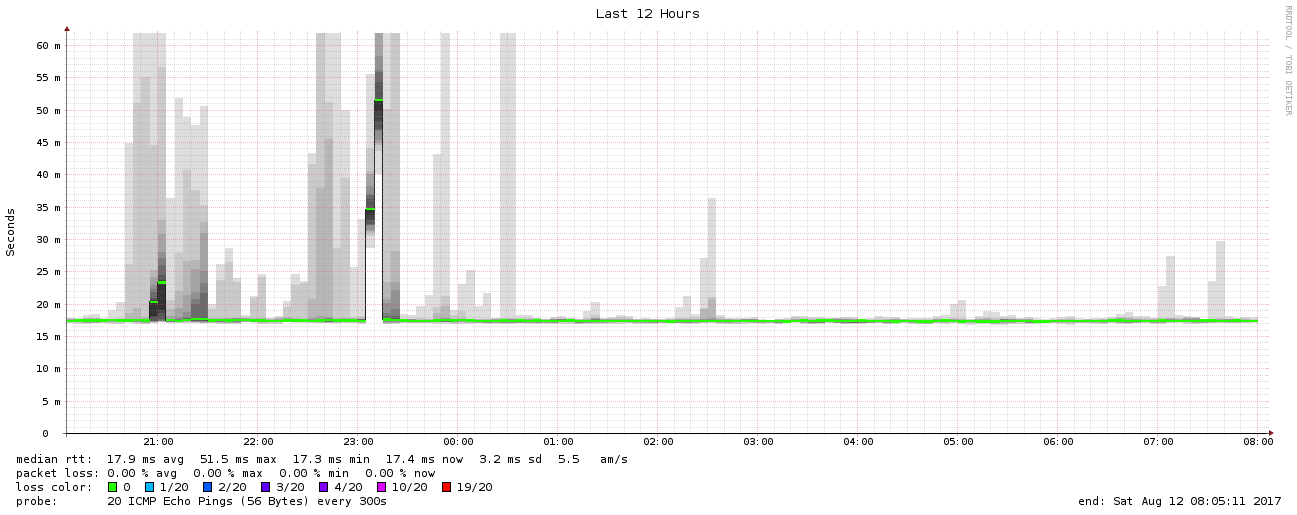 Last 12 Hours
RRDTOOL / TOBI OETIKER
Seconds
60 m
55 m
50 m
45 m
40 m
35 m
30 m
25 m
20 m
15 m
10 m
5 m
0
21:00 22:00 23:00 00:00 01:00 02:00 03:00 04:00 05:00 06:00 07:00 08:00
median rtt: 17.9 ms avg 51.5 ms max 17.3 ms min 17.4 ms now 3.2 ms sd 5.5 am/s
packet loss: 0.00 % avg 0.00 % max 0.00 % min 0.00 % now
loss color: 0 1/20 2/20 3/20 4/20 10/20 19/20
probe: 20 ICMP Echo Pings (56 Bytes) every 300s end: Sat Aug 12 08:05:11 2017